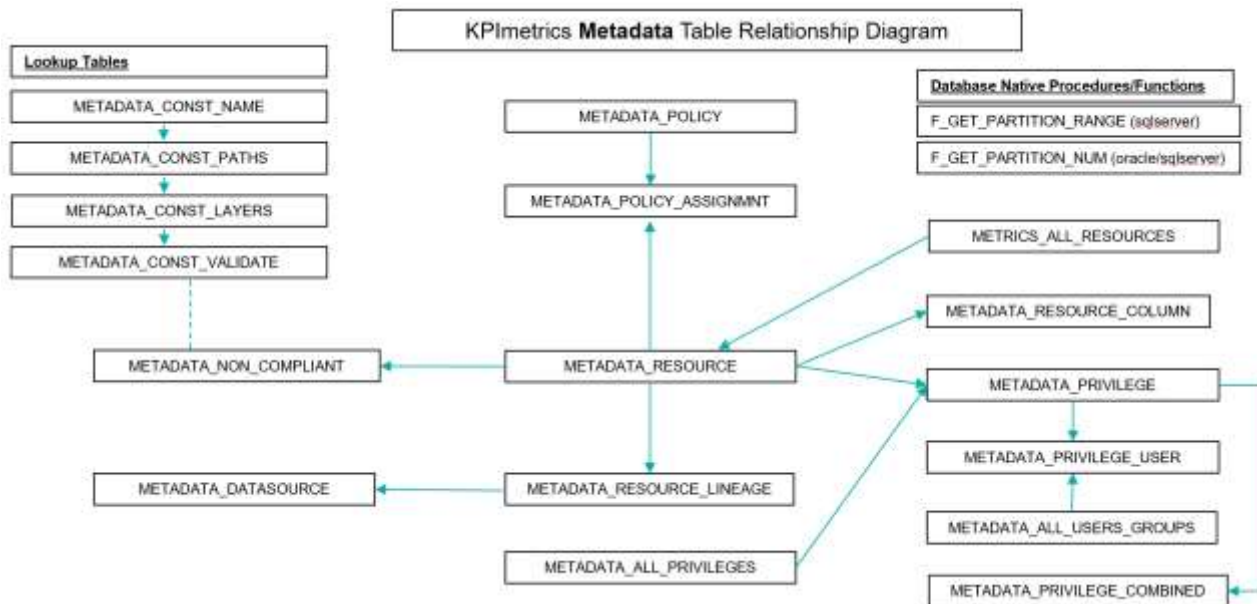 KPImetrics Metadata Table Relationship Diagram
Lookup Tables
METADATA_CONST_NAME
METADATA_CONST_PATHS
METADATA_CONST_LAYERS
METADATA_CONST_VALIDATE
METADATA_NON_COMPLIANT
METADATA_DATASOURCE
METADATA_POLICY
METADATA_POLICY_ASSIGNMNT
METADATA_RESOURCE
METADATA_RESOURCE_LINEAGE
METADATA_ALL_PRIVILEGES
Database Native Procedures/Functions
F_GET_PARTITION_RANGE (sqlserver)
F_GET_PARTITION_NUM (oracle/sqlserver)
METRICS_ALL_RESOURCES
METADATA_RESOURCE_COLUMN
METADATA_PRIVILEGE
METADATA_PRIVILEGE_USER
METADATA_ALL_USERS_GROUPS
METADATA_PRIVILEGE_COMBINED